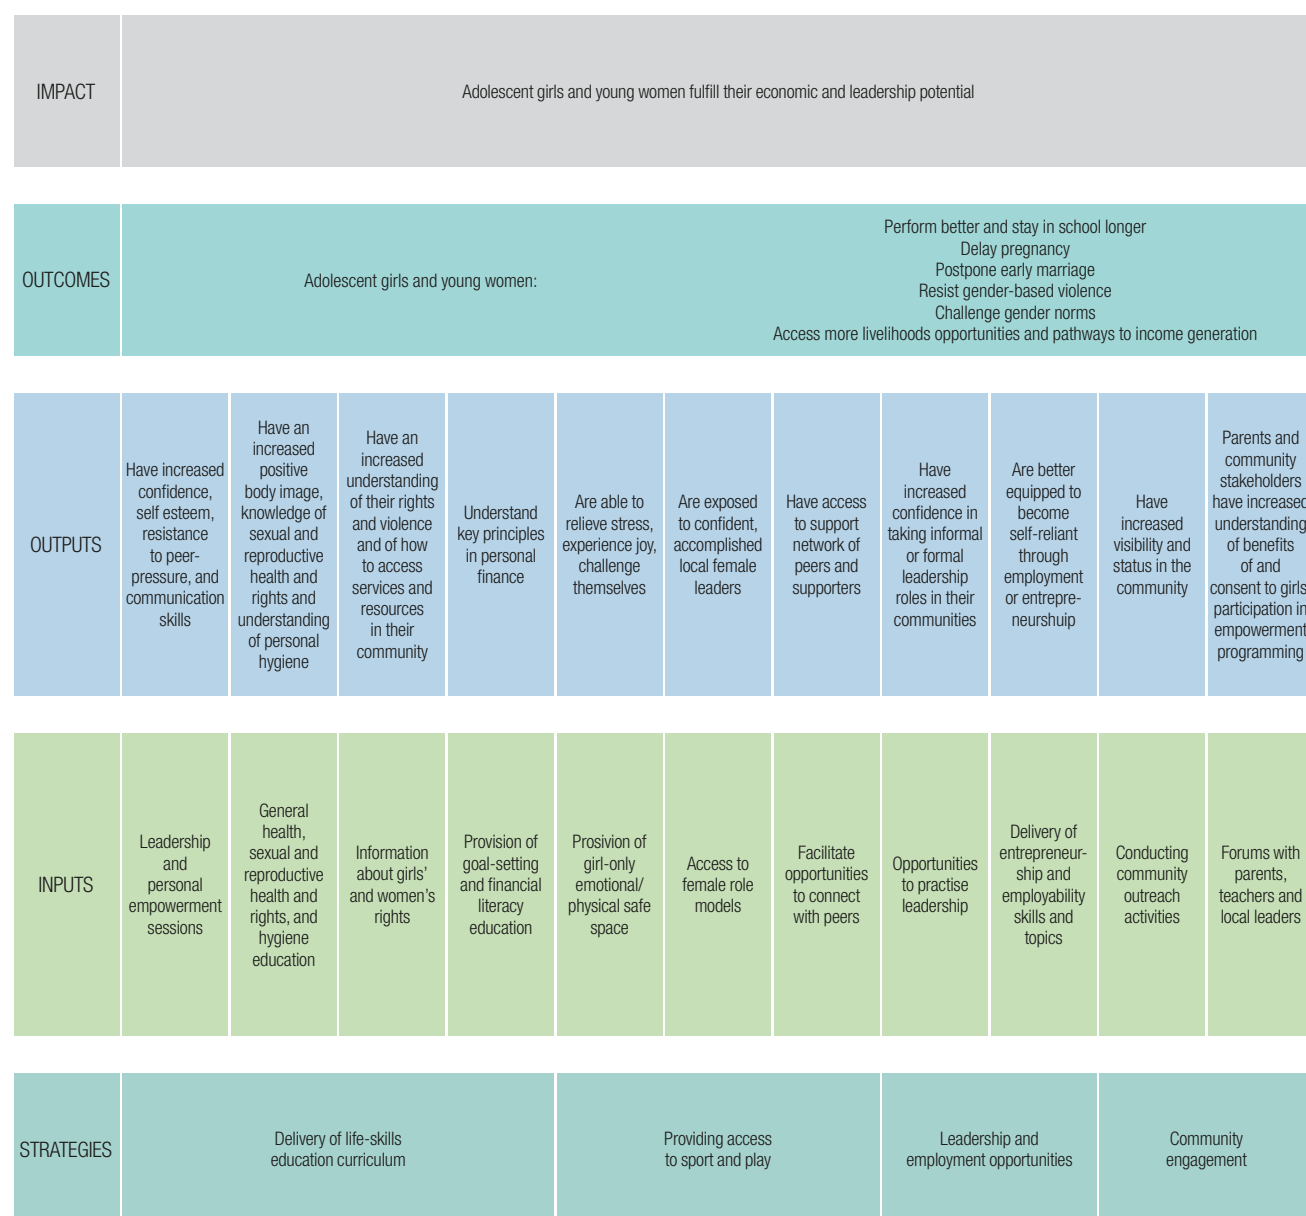 IMPACT
Adolescent girls and young women fulfill their economic and leadership potential
OUTCOMES
Adolescent girls and young women:
Perform better and stay in school longer
Delay pregnancy
Postpone early marriage
Resist gender-based violence
Challenge gender norms
Access more livelihoods opportunities and pathways to income generation
OUTPUTS
Have increased
confidence,
self esteem,
resistance
to peer-
pressure, and
communication
skills
Have an
increased
positive
body image,
knowledge of
sexual and
reproductive
health and
rights and
understanding
of personal
hygiene
Have an
increased
understanding
of their rights
and violence
and of how
to access
services and
resources
in their
community
Understand
key principles
in personal
finance
Are able to
relieve stress,
experience joy,
challenge
themselves
Are exposed
to confident,
accomplished
local female
leaders
Have access
to support
network of
peers and
supporters
Have
increased
confidence in
taking informal
or formal
leadership
roles in their
communities
Are better
equipped to
become
self-reliant
through
employment
or entrepre-
neurshuip
Have
increased
visibility and
status in the
community
Parents and
community
stakeholders
have increased
understanding
of benefits
of and
consent to girls
participation in
empowerment
programming
INPUTS
Leadership
and
personal
empowerment
sessions
General
health,
sexual and
reproductive
health and
rights, and
hygiene
education
Information
about girls'
and women's
rights
Provision of
goal-setting
and financial
literacy
education
Prosivion of
girl-only
emotional/
physical safe
space
Access to
female role
models
Facilitate
opportunities
to connect
with peers
Opportunities
to practise
leadership
Delivery of
entrepreneur-
ship and
employability
skills and
topics
Conducting
community
outreach
activities
Forums with
parents,
teachers and
local leaders
STRATEGIES
Delivery of life-skills
education curriculum
Providing access
to sport and play
Leadership and
employment opportunities
Community
engagement